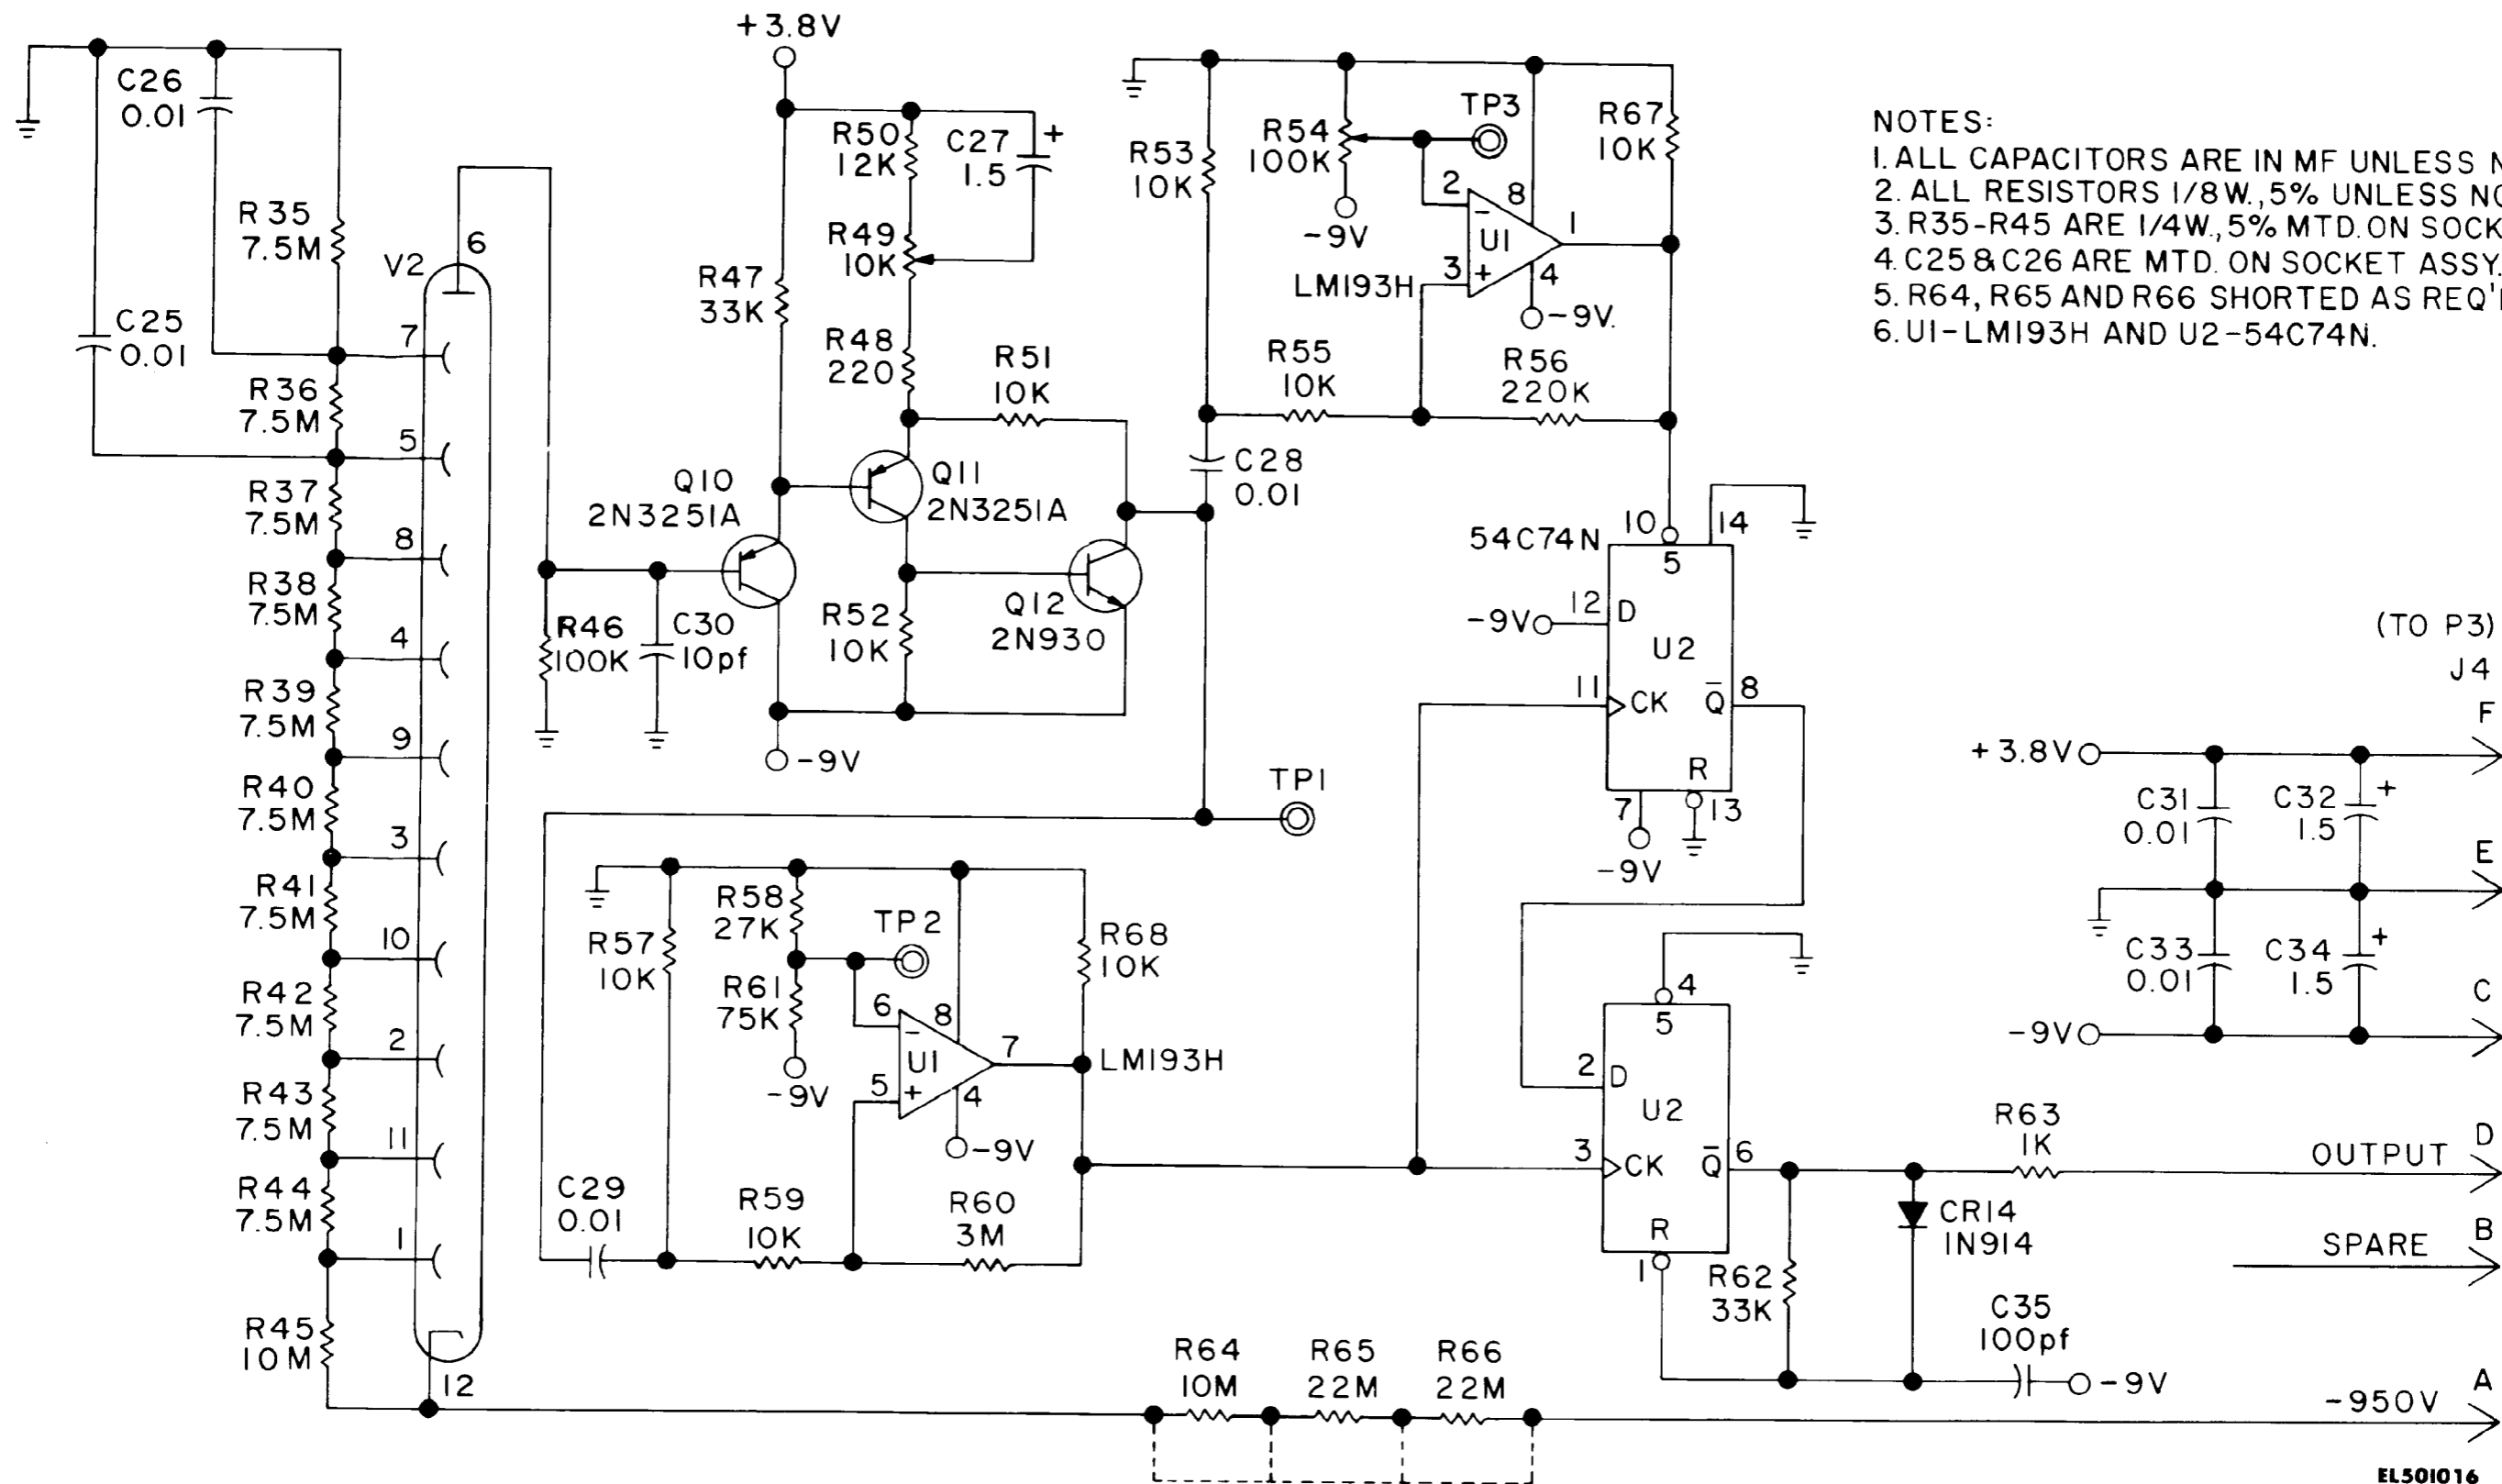 +3.8V
C26
0.01
C25
0.01
R35
7.5M
R36
7.5M
R37
7.5M
R38
7.5M
R39
7.5M
R40
7.5M
R41
7.5M
R42
7.5M
R43
7.5M
R44
7.5M
R45
10M
V2
6
7
5
8
4
9
3
10
2
11
1
12
R50
12K
C27
1.5
+
R49
10K
R47
33K
R48
220
R51
10K
Q10
2N3251A
Q11
2N3251A
Q12
2N930
R46
100K
C30
10pf
R52
10K
-9V
R53
10K
R54
100K
-9V
TP3
R67
10K
2
8
1
-
U1
3
+
4
LM193H
-9V.
R55
10K
R56
220K
C28
0.01
TP1
NOTES:
1. ALL CAPACITORS ARE IN MF UNLESS
2. ALL RESISTORS 1/8W.,5% UNLESS
3. R35-R45 ARE 1/4W.,5% MTD. ON
4. C25 & C26 ARE MTD. ON SOCKET ASSY.
5. R64, R65 AND R66 SHORTED AS
6. U1-LM193H AND U2-54C74N.
54C74N
10
14
5
-9V
12
D
U2
11
CK
Q̅
8
R
7
13
-9V
R57
10K
R58
27K
TP2
R61
75K
-9V
R68
10K
6
8
-
U1
7
LM193H
5
+
4
-9V
C29
0.01
R59
10K
R60
3M
4
5
2
D
U2
3
CK
Q̅
6
R
1
R62
33K
R63
1K
CR14
1N914
C35
100pf
-9V
R64
10M
R65
22M
R66
22M
(TO P3)
J4
F
+3.8V
C31
0.01
C32
1.5
+
E
C33
0.01
C34
1.5
+
C
-9V
OUTPUT
D
SPARE
B
-950V
A
EL501016